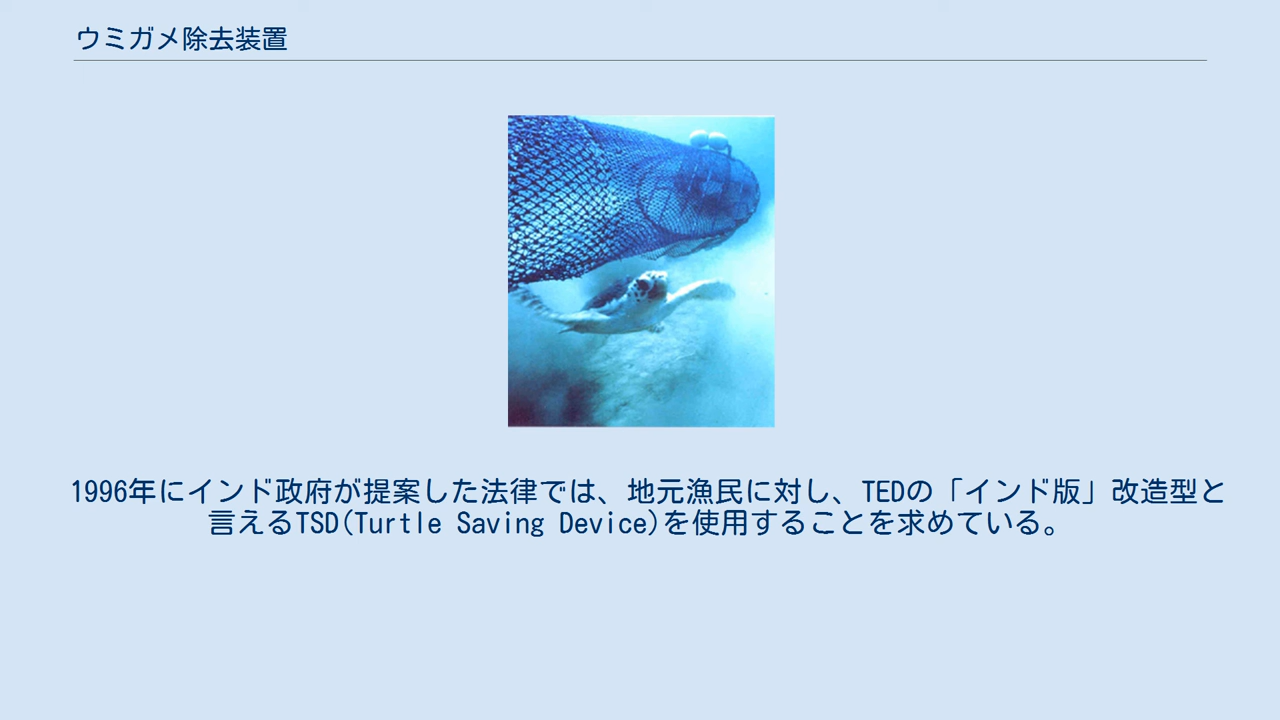 ウミガメ除去装置
1996年にインド政府が提案した法律では、地元漁民に対し、TEDの「インド版」改造型と
言えるTSD(Turtle Saving Device)を使用することを求めている。